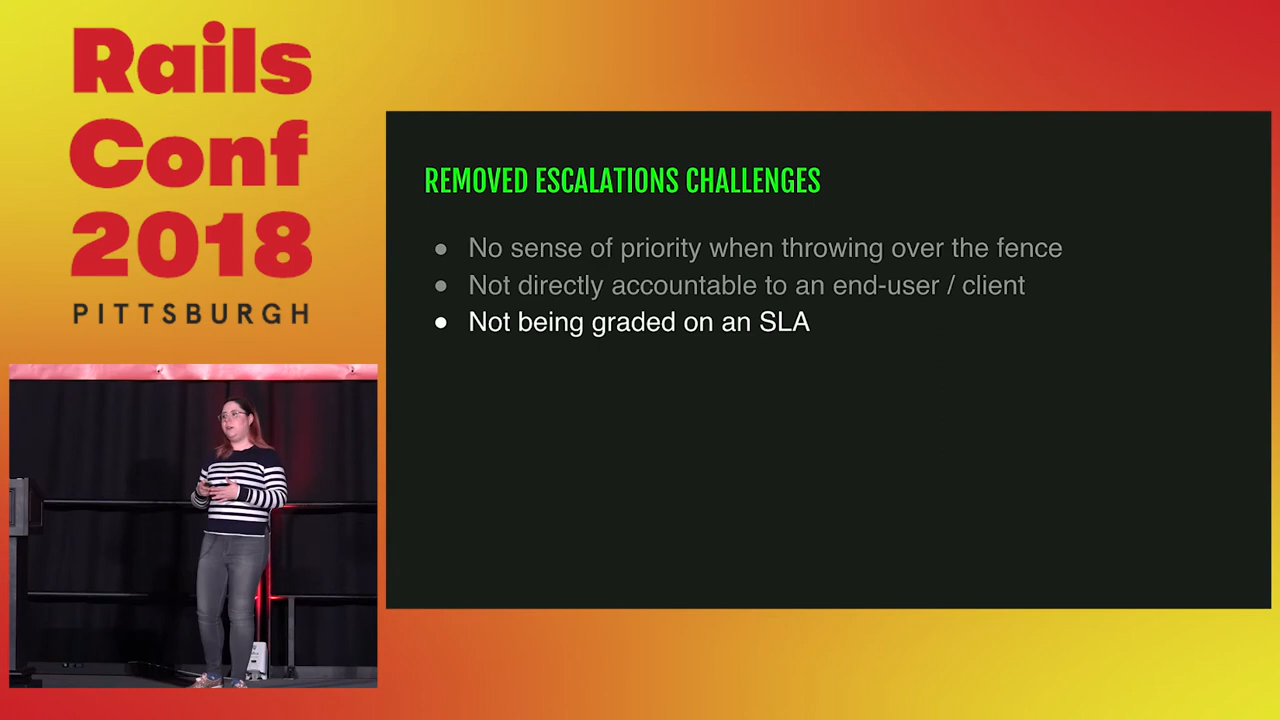 Rails
Conf
2018
PITTSBURGH
REMOVED ESCALATIONS CHALLENGES
● No sense of priority when throwing over the fence
● Not directly accountable to an end-user / client
● Not being graded on an SLA